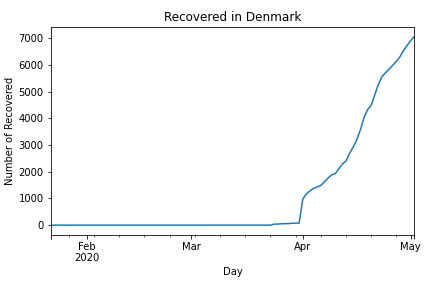 Recovered in Denmark
Number of Recovered
7000
6000
5000
4000
3000
2000
1000
0
Feb
2020
Mar
Apr
May
Day